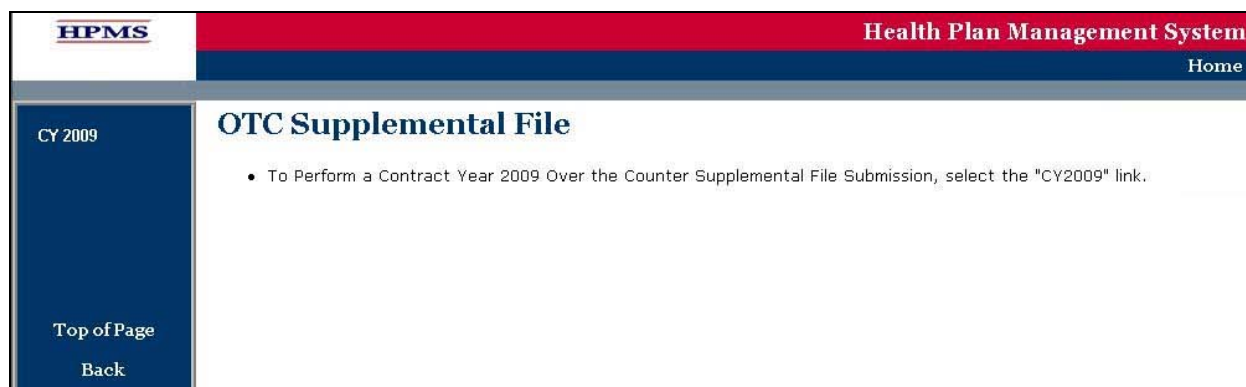 HPMS
Health Plan Management System
Home
CY 2009
OTC Supplemental File
• To Perform a Contract Year 2009 Over the Counter Supplemental File Submission, select the "CY2009" link.
Top of Page
Back